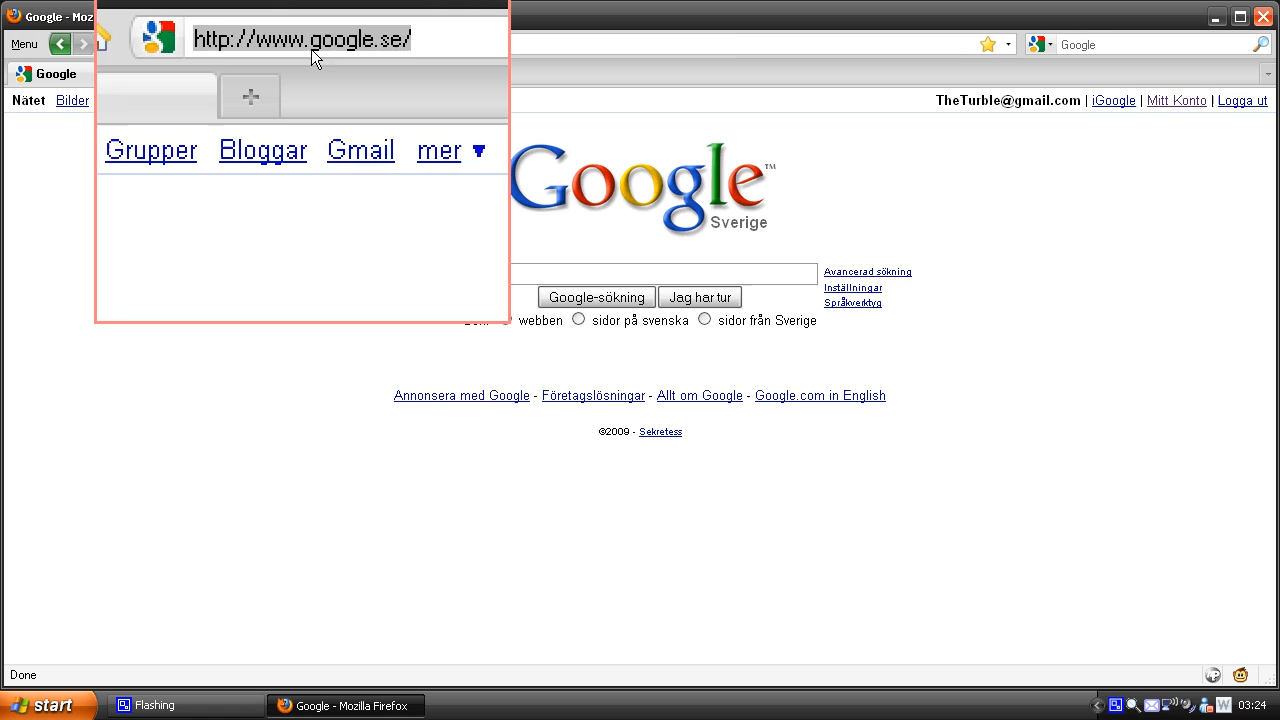 Google - Moz
http://www.google.se/
Menu
Google
Google
Nätet Bilder
Grupper Bloggar Gmail mer ▼
TheTurble@gmail.com | iGoogle | Mitt Konto | Logga ut
Google™
Sverige
Avancerad sökning
Inställningar
Språkverktyg
Google-sökning Jag har tur
webben sidor på svenska sidor från Sverige
Annonsera med Google - Företagslösningar - Allt om Google - Google.com in English
©2009 - Sekretess
Done
start Flashing Google - Mozilla Firefox 03:24